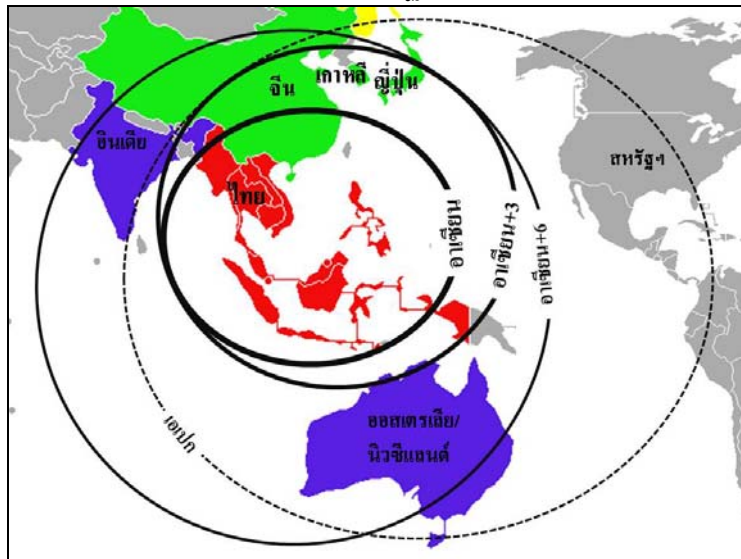 เกาหลี ญี่ปุ่น
จีน
อินเดีย
สหรัฐฯ
ไทย
อาเซียน
อาเซียน+3
อาเซียน+6
เอเปก
ออสเตรเลีย/
นิวซีแลนด์